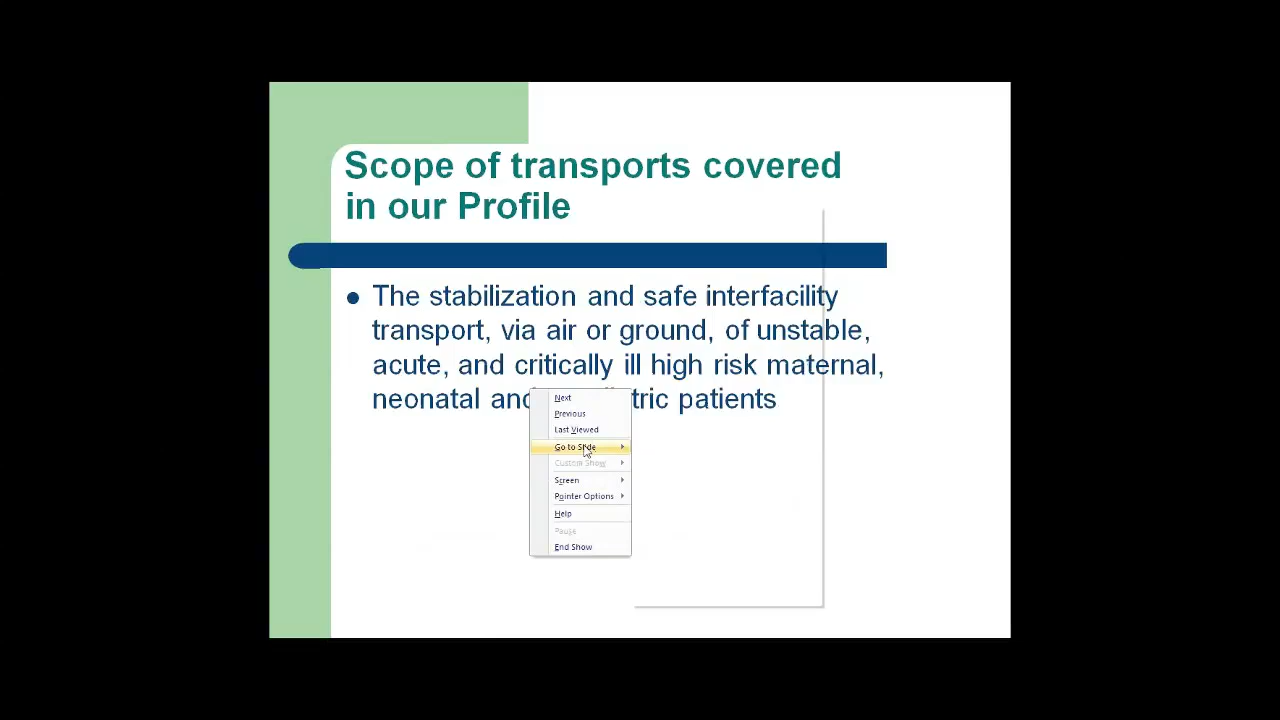 Scope of transports covered
in our Profile
The stabilization and safe interfacility
transport, via air or ground, of unstable,
acute, and critically ill high risk maternal,
neonatal and tric patients
Next
Previous
Last Viewed
Go to Slide
Custom Show
Screen
Pointer Options
Help
Pause
End Show